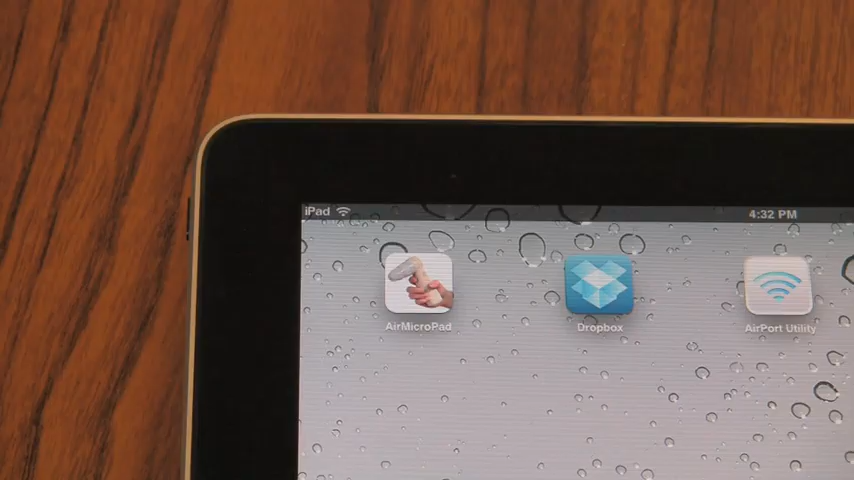 iPad
4:32 PM
AirMicroPad
Dropbox
AirPort Utility